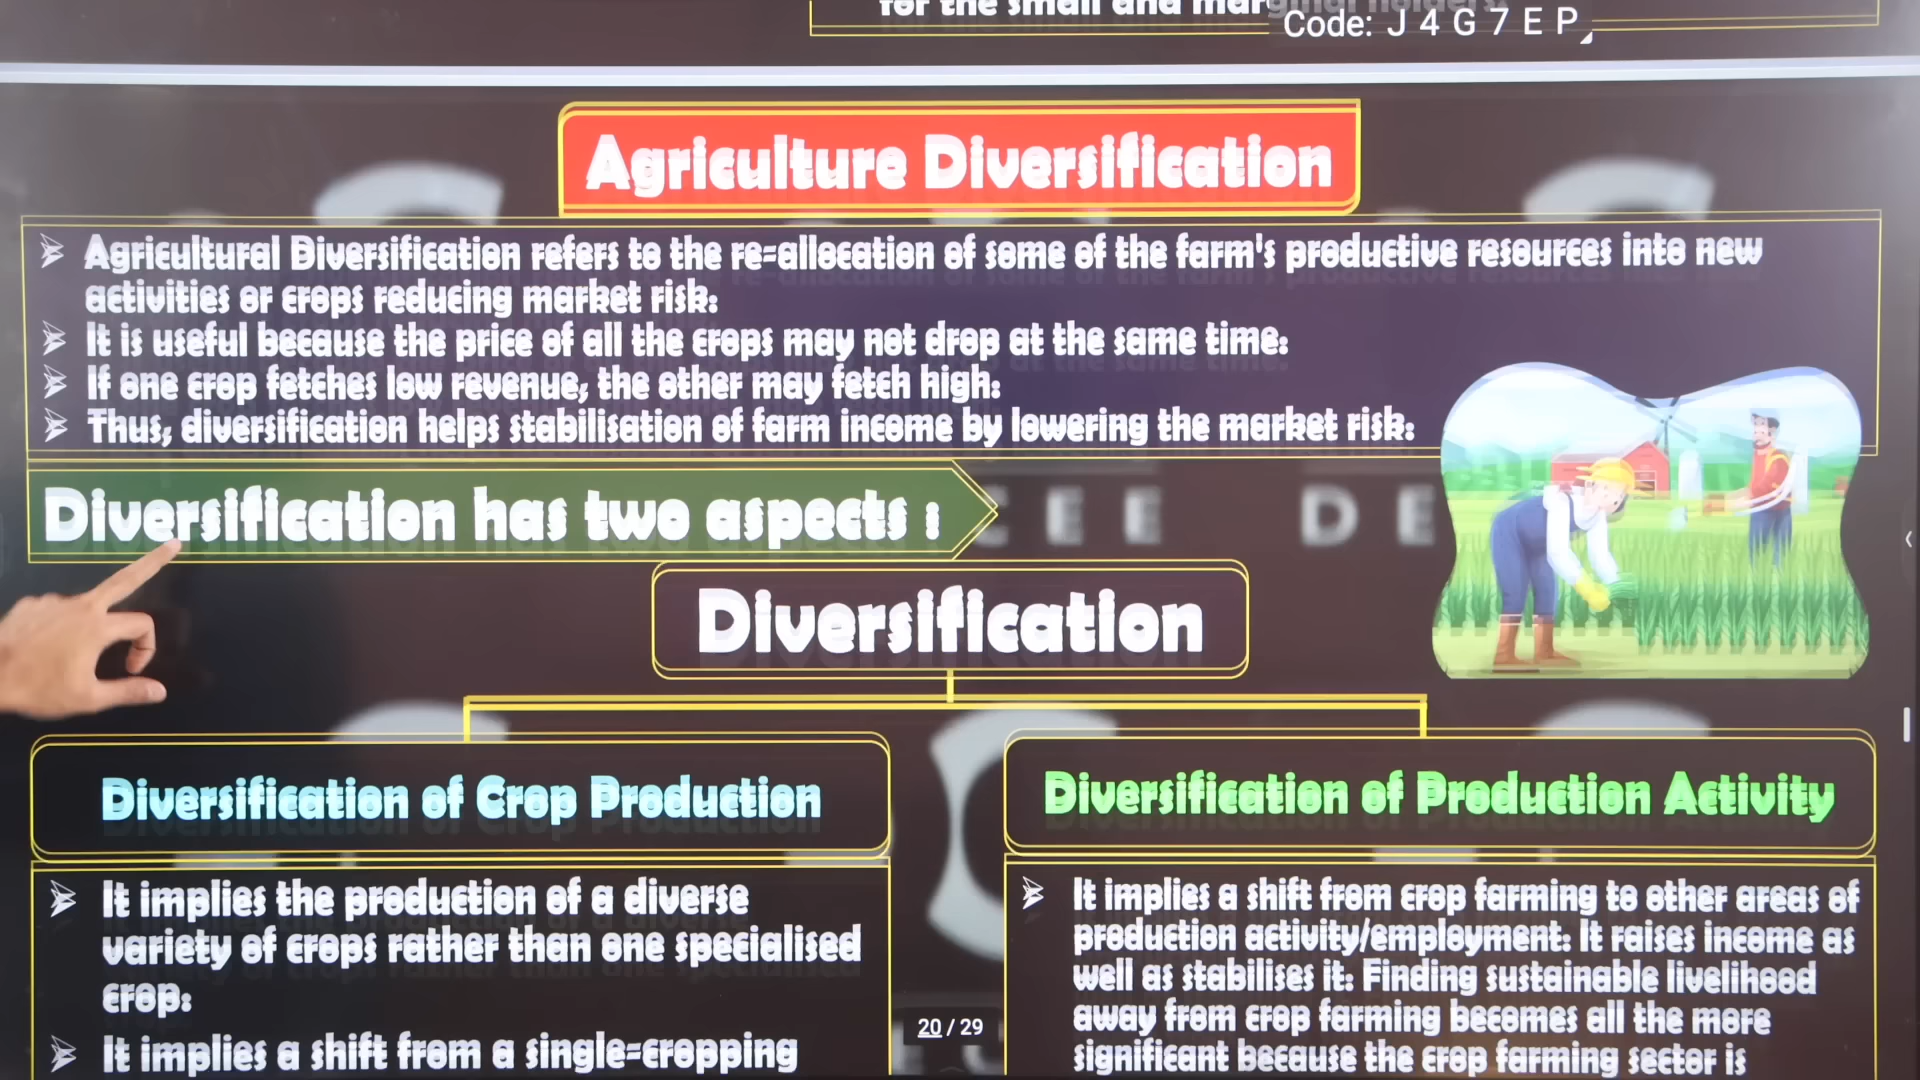 for the small and marginal holders.
Code: J 4 G 7 E P
Agriculture Diversification
➢ Agricultural Diversification refers to the re-allocation of some of the farm's productive resources into new
activities or crops reducing market risk.
➢ It is useful because the price of all the crops may not drop at the same time.
➢ If one crop fetches low revenue, the other may fetch high.
➢ Thus, diversification helps stabilisation of farm income by lowering the market risk.
Diversification has two aspects :
E E D E
Diversification
Diversification of Crop Production
➢ It implies the production of a diverse
variety of crops rather than one specialised
crop.
➢ It implies a shift from a single-cropping
Diversification of Production Activity
➢ It implies a shift from crop farming to other areas of
production activity/employment. It raises income as
well as stabilises it. Finding sustainable livelihood
away from crop farming becomes all the more
significant because the crop farming sector is
20 / 29